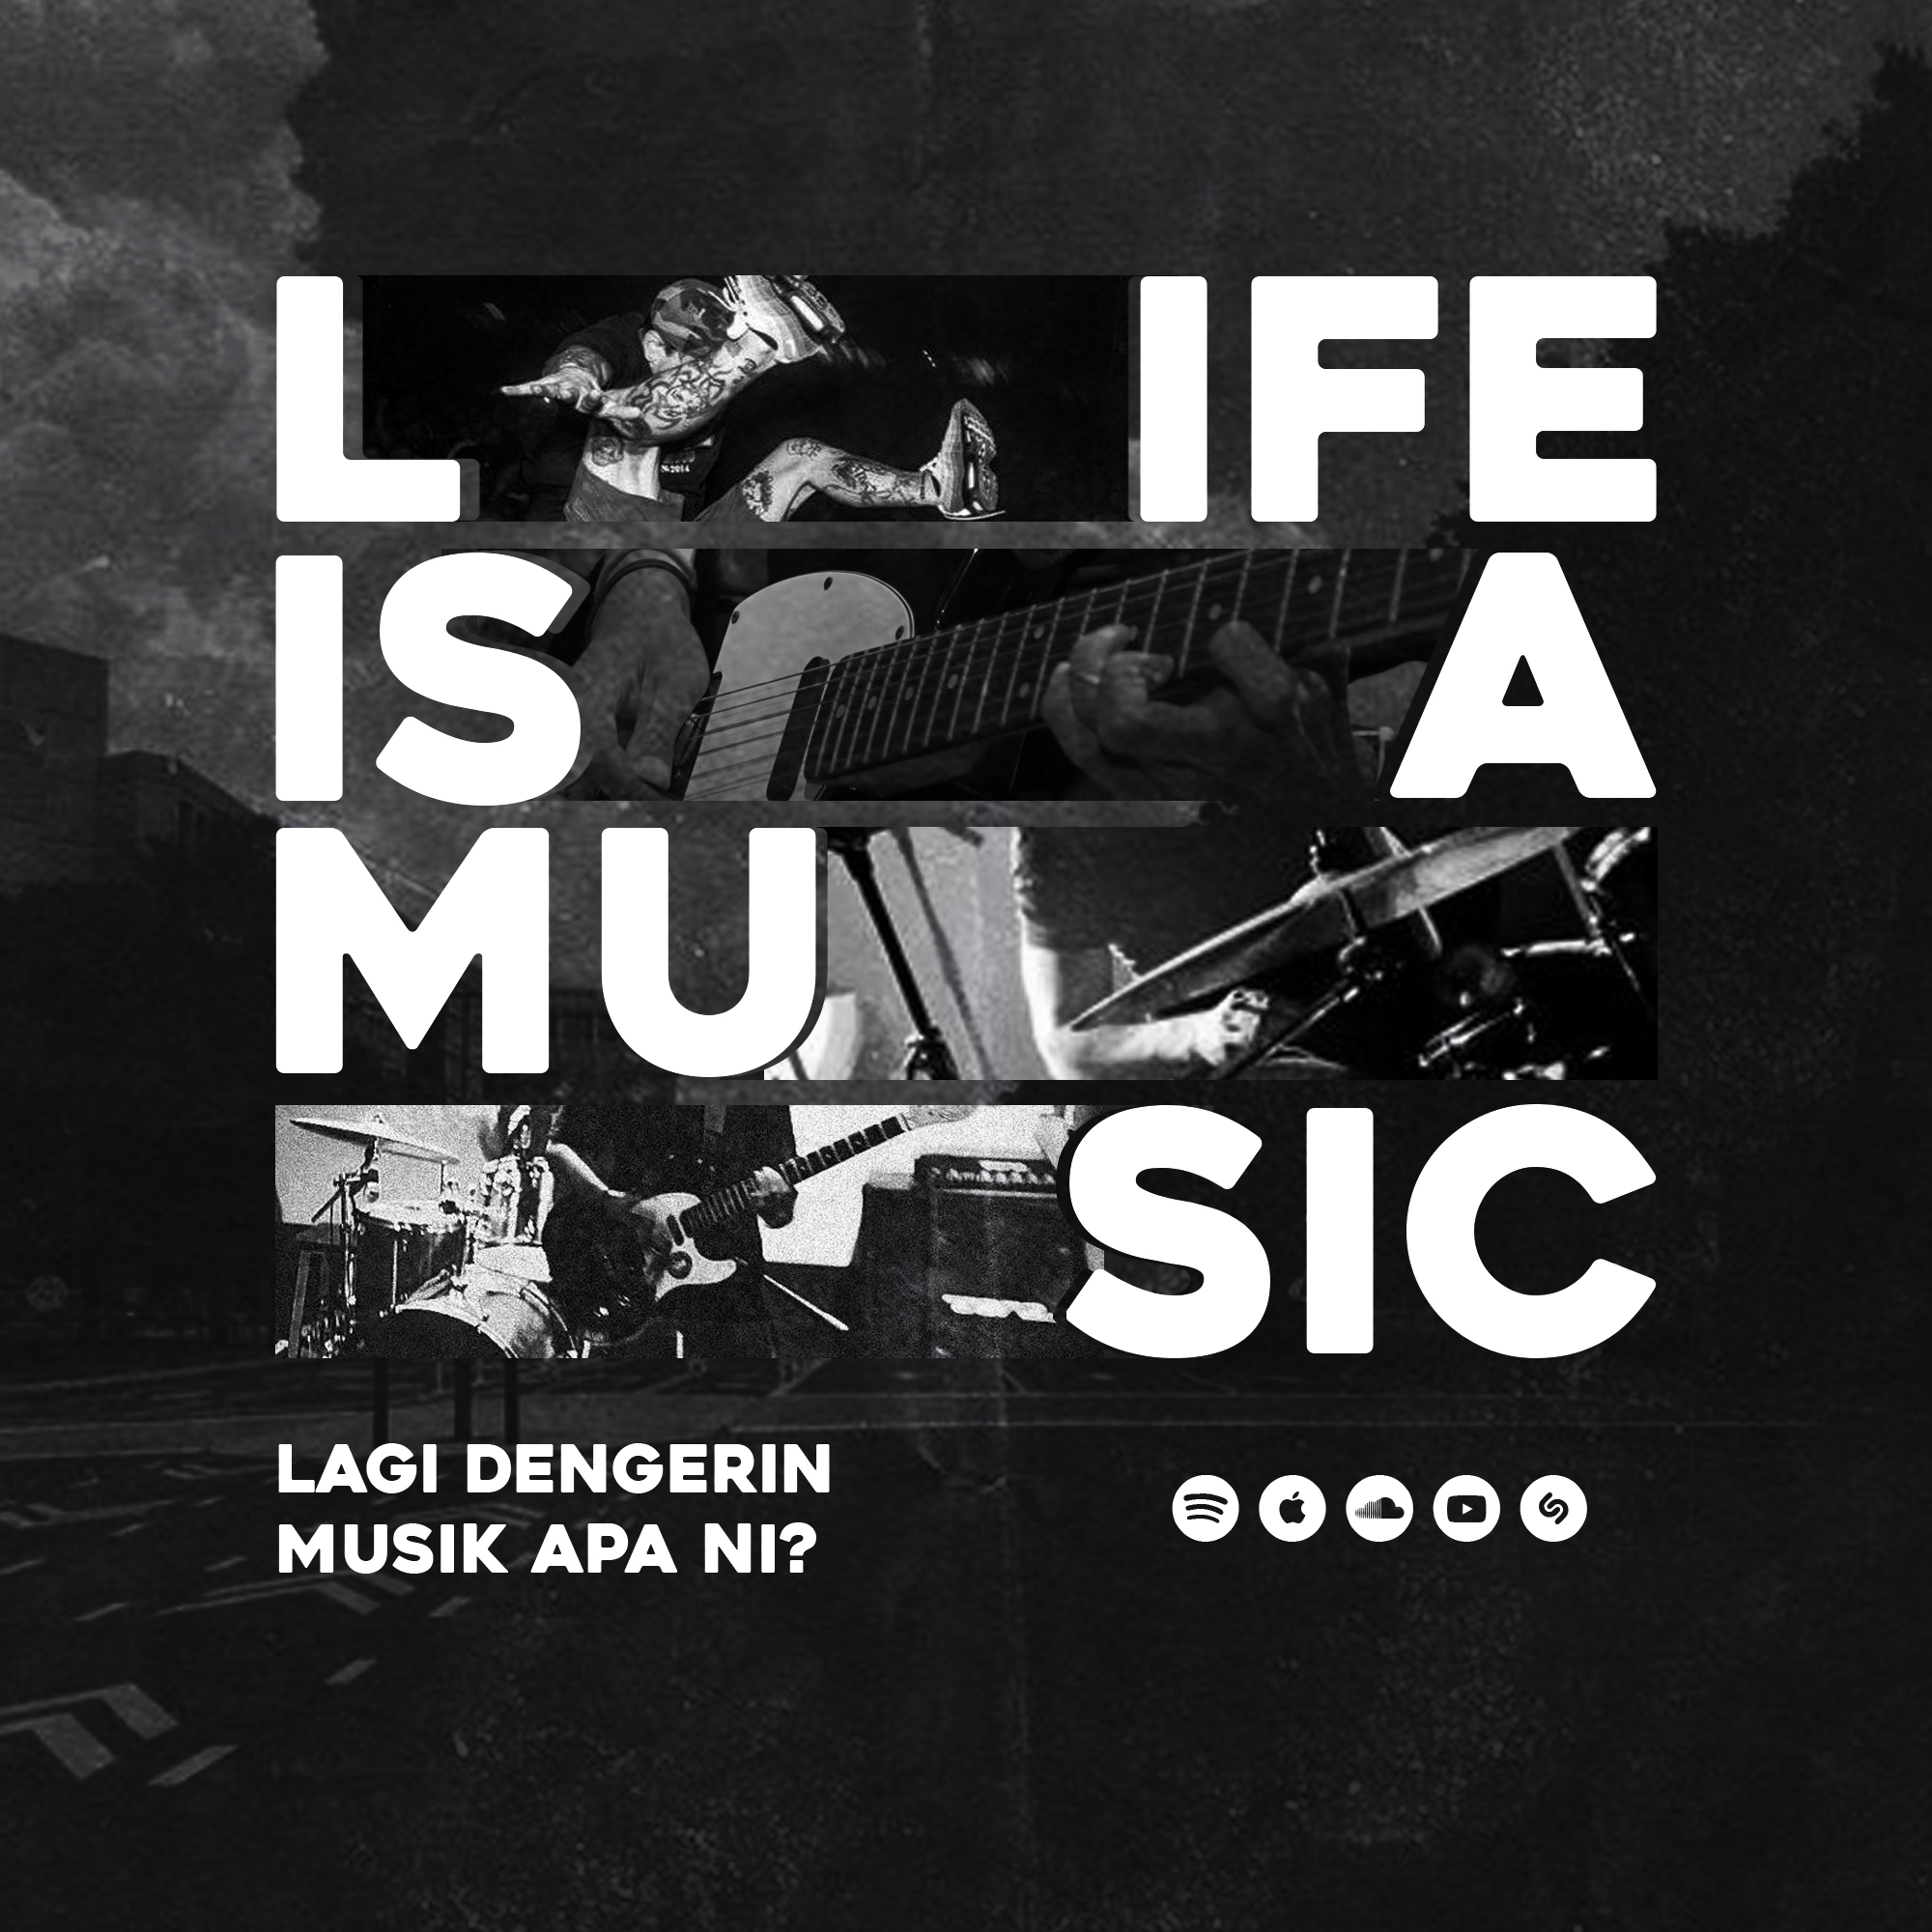 LIFE
IS A
MU
SIC
LAGI DENGERIN
MUSIK APA NI?